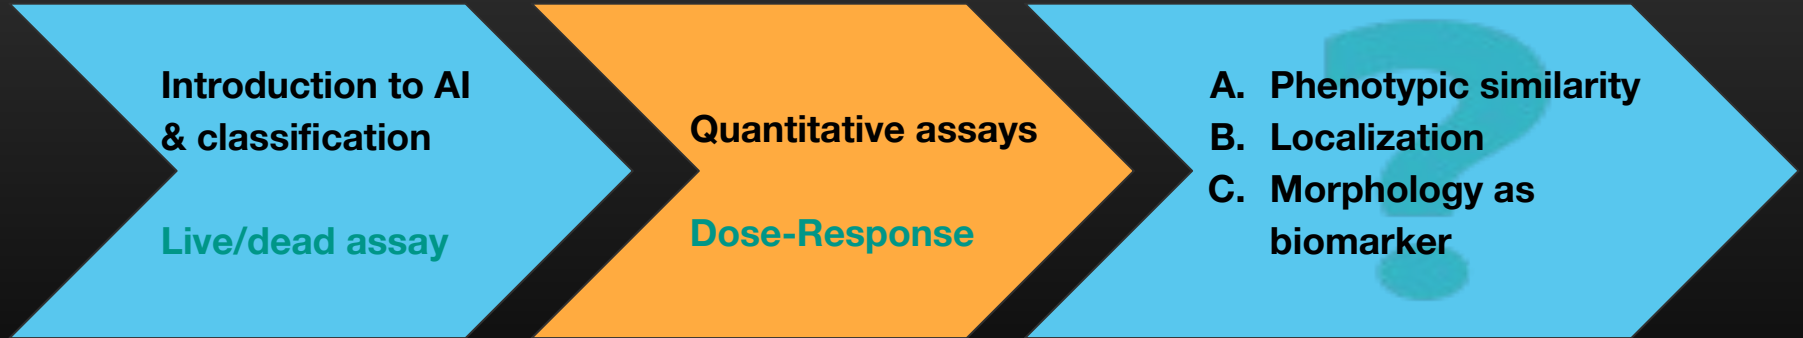 Introduction to AI
& classification
Live/dead assay
Quantitative assays
Dose-Response
?
A. Phenotypic similarity
B. Localization
C. Morphology as
biomarker